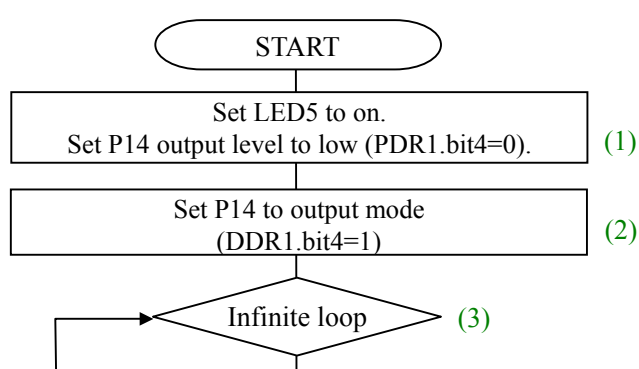 START
Set LED5 to on.
Set P14 output level to low (PDR1.bit4=0).
(1)
Set P14 to output mode
(DDR1.bit4=1)
(2)
Infinite loop
(3)